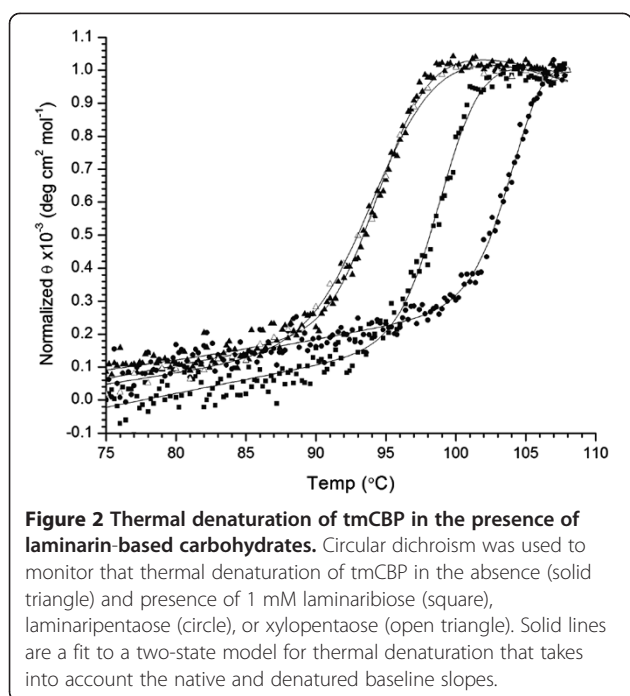 1.1
1.0
0.9
0.8
0.7
0.6
0.5
0.4
0.3
0.2
0.1
0.0
-0.1
Normalized θ x10⁻³ (deg cm² mol⁻¹)
75 80 85 90 95 100 105 110
Temp (°C)
Figure 2 Thermal denaturation of tmCBP in the presence of
laminarin-based carbohydrates. Circular dichroism was used to
monitor that thermal denaturation of tmCBP in the absence (solid
triangle) and presence of 1 mM laminaribiose (square),
laminaripentaose (circle), or xylopentaose (open triangle). Solid lines
are a fit to a two-state model for thermal denaturation that takes
into account the native and denatured baseline slopes.